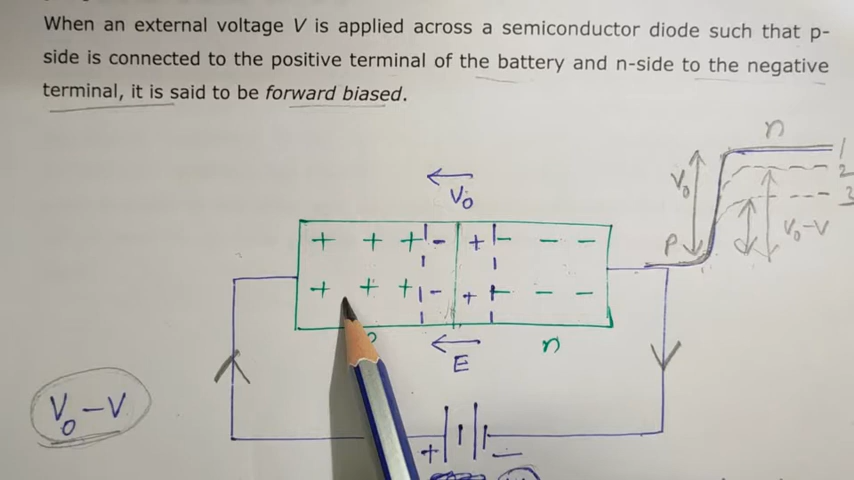 When an external voltage V is applied across a semiconductor diode such that p-
side is connected to the positive terminal of the battery and n-side to the negative
terminal, it is said to be forward biased.
n
1
V₀
2
3
V₀
p
V₀-V
+ + + - + - - -
+ + + - + - - -
E
n
V₀-V
+ -